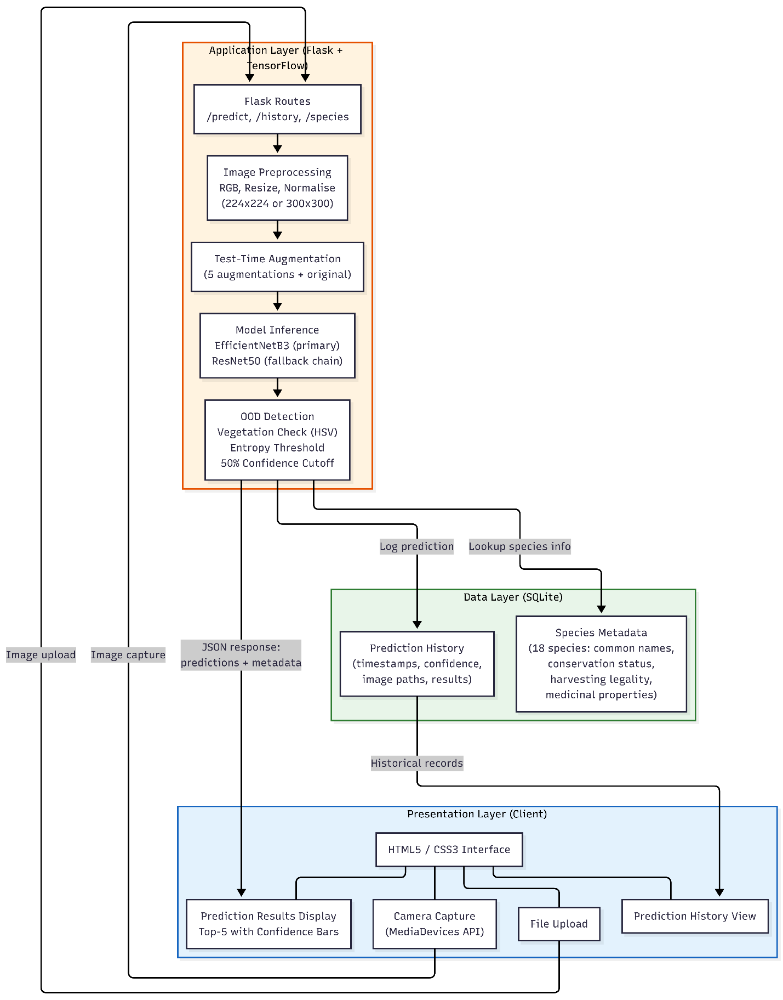 Application Layer (Flask +
TensorFlow)
Flask Routes
/predict, /history, /species
Image Preprocessing
RGB, Resize, Normalise
(224x224 or 300x300)
Test-Time Augmentation
(5 augmentations + original)
Model Inference
EfficientNetB3 (primary)
ResNet50 (fallback chain)
OOD Detection
Vegetation Check (HSV)
Entropy Threshold
50% Confidence Cutoff
Log prediction
Lookup species info
Data Layer (SQLite)
Species Metadata
(18 species: common names,
conservation status,
harvesting legality,
medicinal properties)
Prediction History
(timestamps, confidence,
image paths, results)
Image upload
Image capture
JSON response:
predictions + metadata
Historical records
Presentation Layer (Client)
HTML5 / CSS3 Interface
Prediction Results Display
Top-5 with Confidence Bars
Camera Capture
(MediaDevices API)
File Upload
Prediction History View